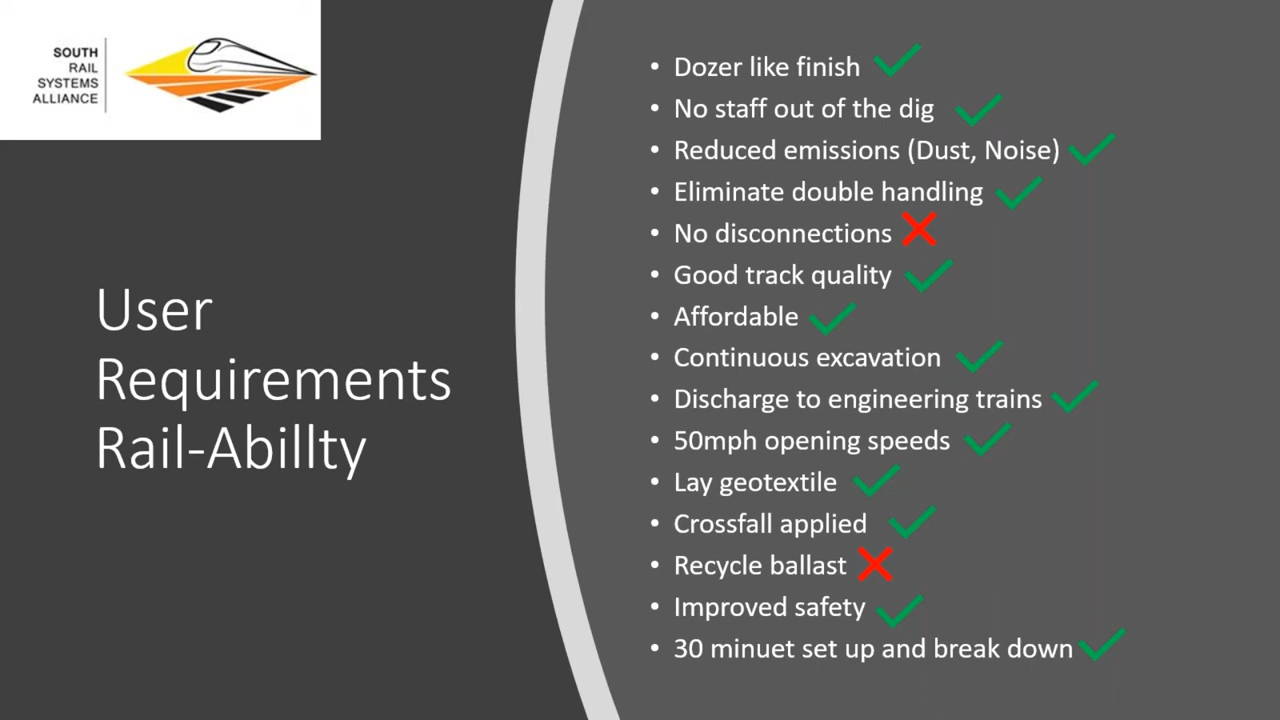 SOUTH
RAIL
SYSTEMS
ALLIANCE
User
Requirements
Rail-Abillty
• Dozer like finish
• No staff out of the dig
• Reduced emissions (Dust, Noise)
• Eliminate double handling
• No disconnections
• Good track quality
• Affordable
• Continuous excavation
• Discharge to engineering trains
• 50mph opening speeds
• Lay geotextile
• Crossfall applied
• Recycle ballast
• Improved safety
• 30 minuet set up and break down